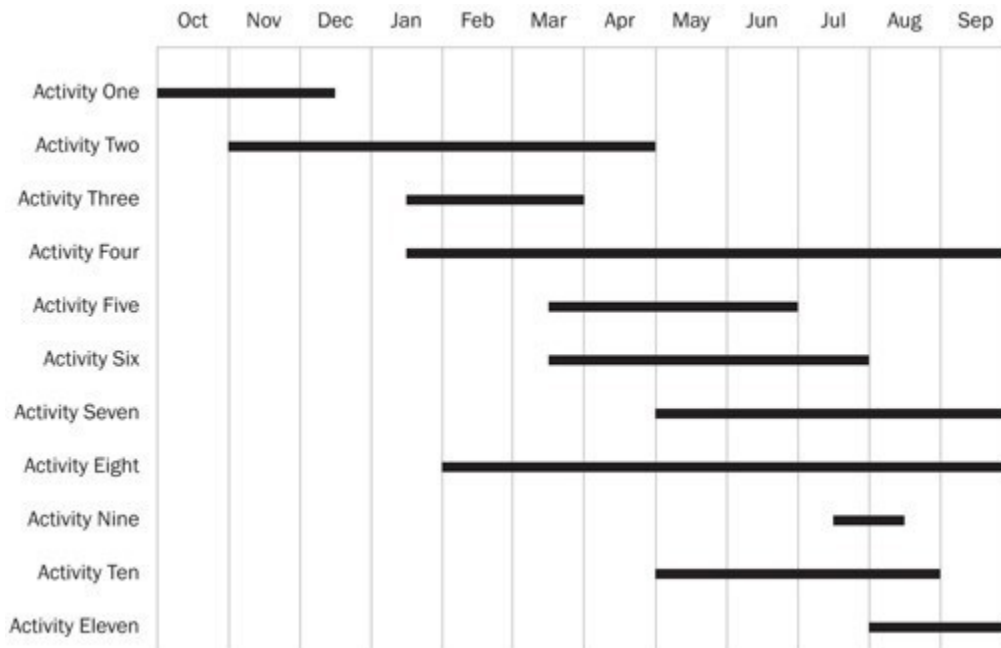 Oct Nov Dec Jan Feb Mar Apr May Jun Jul Aug Sep
Activity One
Activity Two
Activity Three
Activity Four
Activity Five
Activity Six
Activity Seven
Activity Eight
Activity Nine
Activity Ten
Activity Eleven